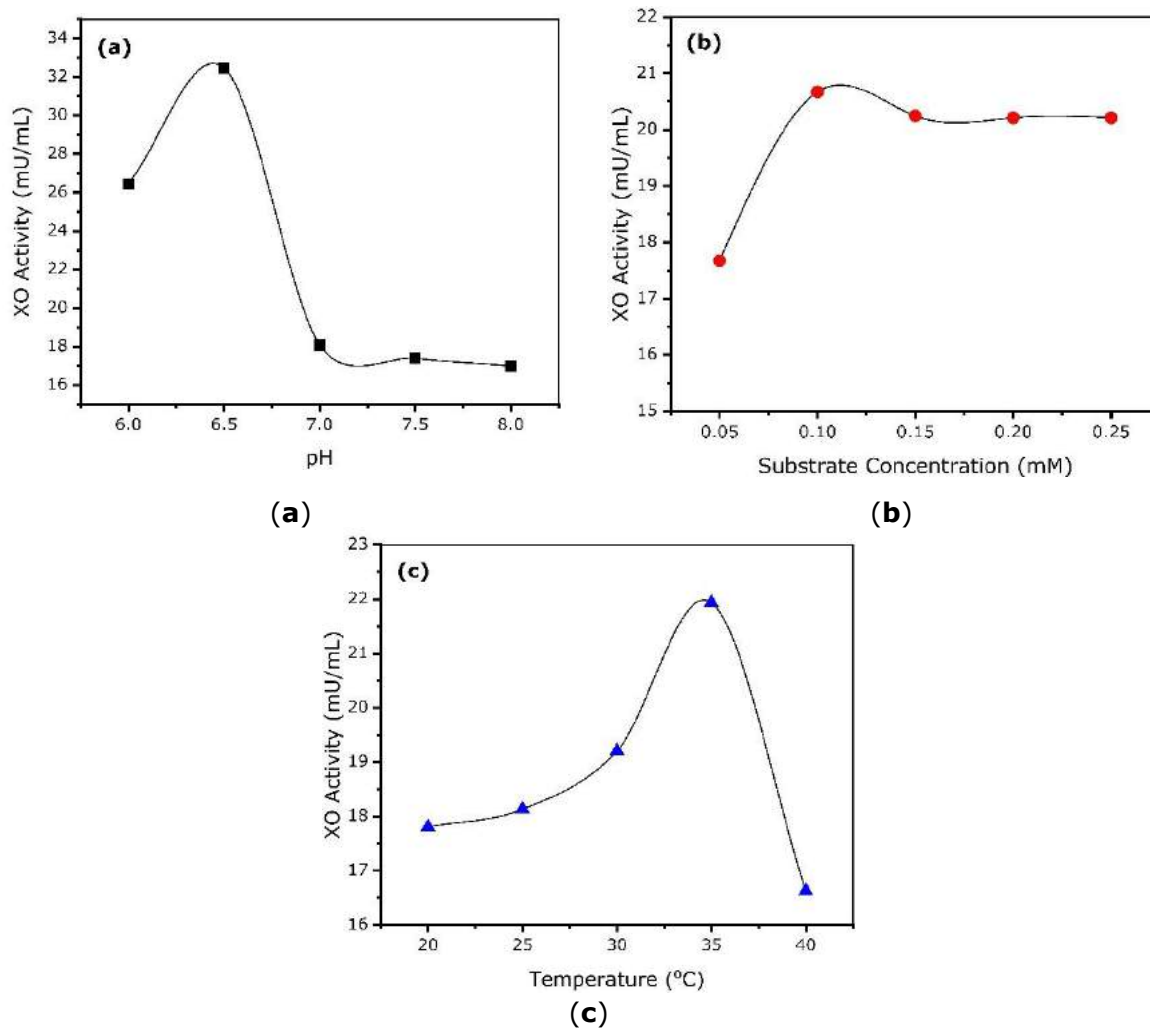 (a)
XO Activity (mU/mL)
34
32
30
28
26
24
22
20
18
16
6.0 6.5 7.0 7.5 8.0
pH
(a)
(b)
XO Activity (mU/mL)
22
21
20
19
18
17
16
15
0.05 0.10 0.15 0.20 0.25
Substrate Concentration (mM)
(b)
(c)
XO Activity (mU/mL)
23
22
21
20
19
18
17
16
20 25 30 35 40
Temperature (°C)
(c)